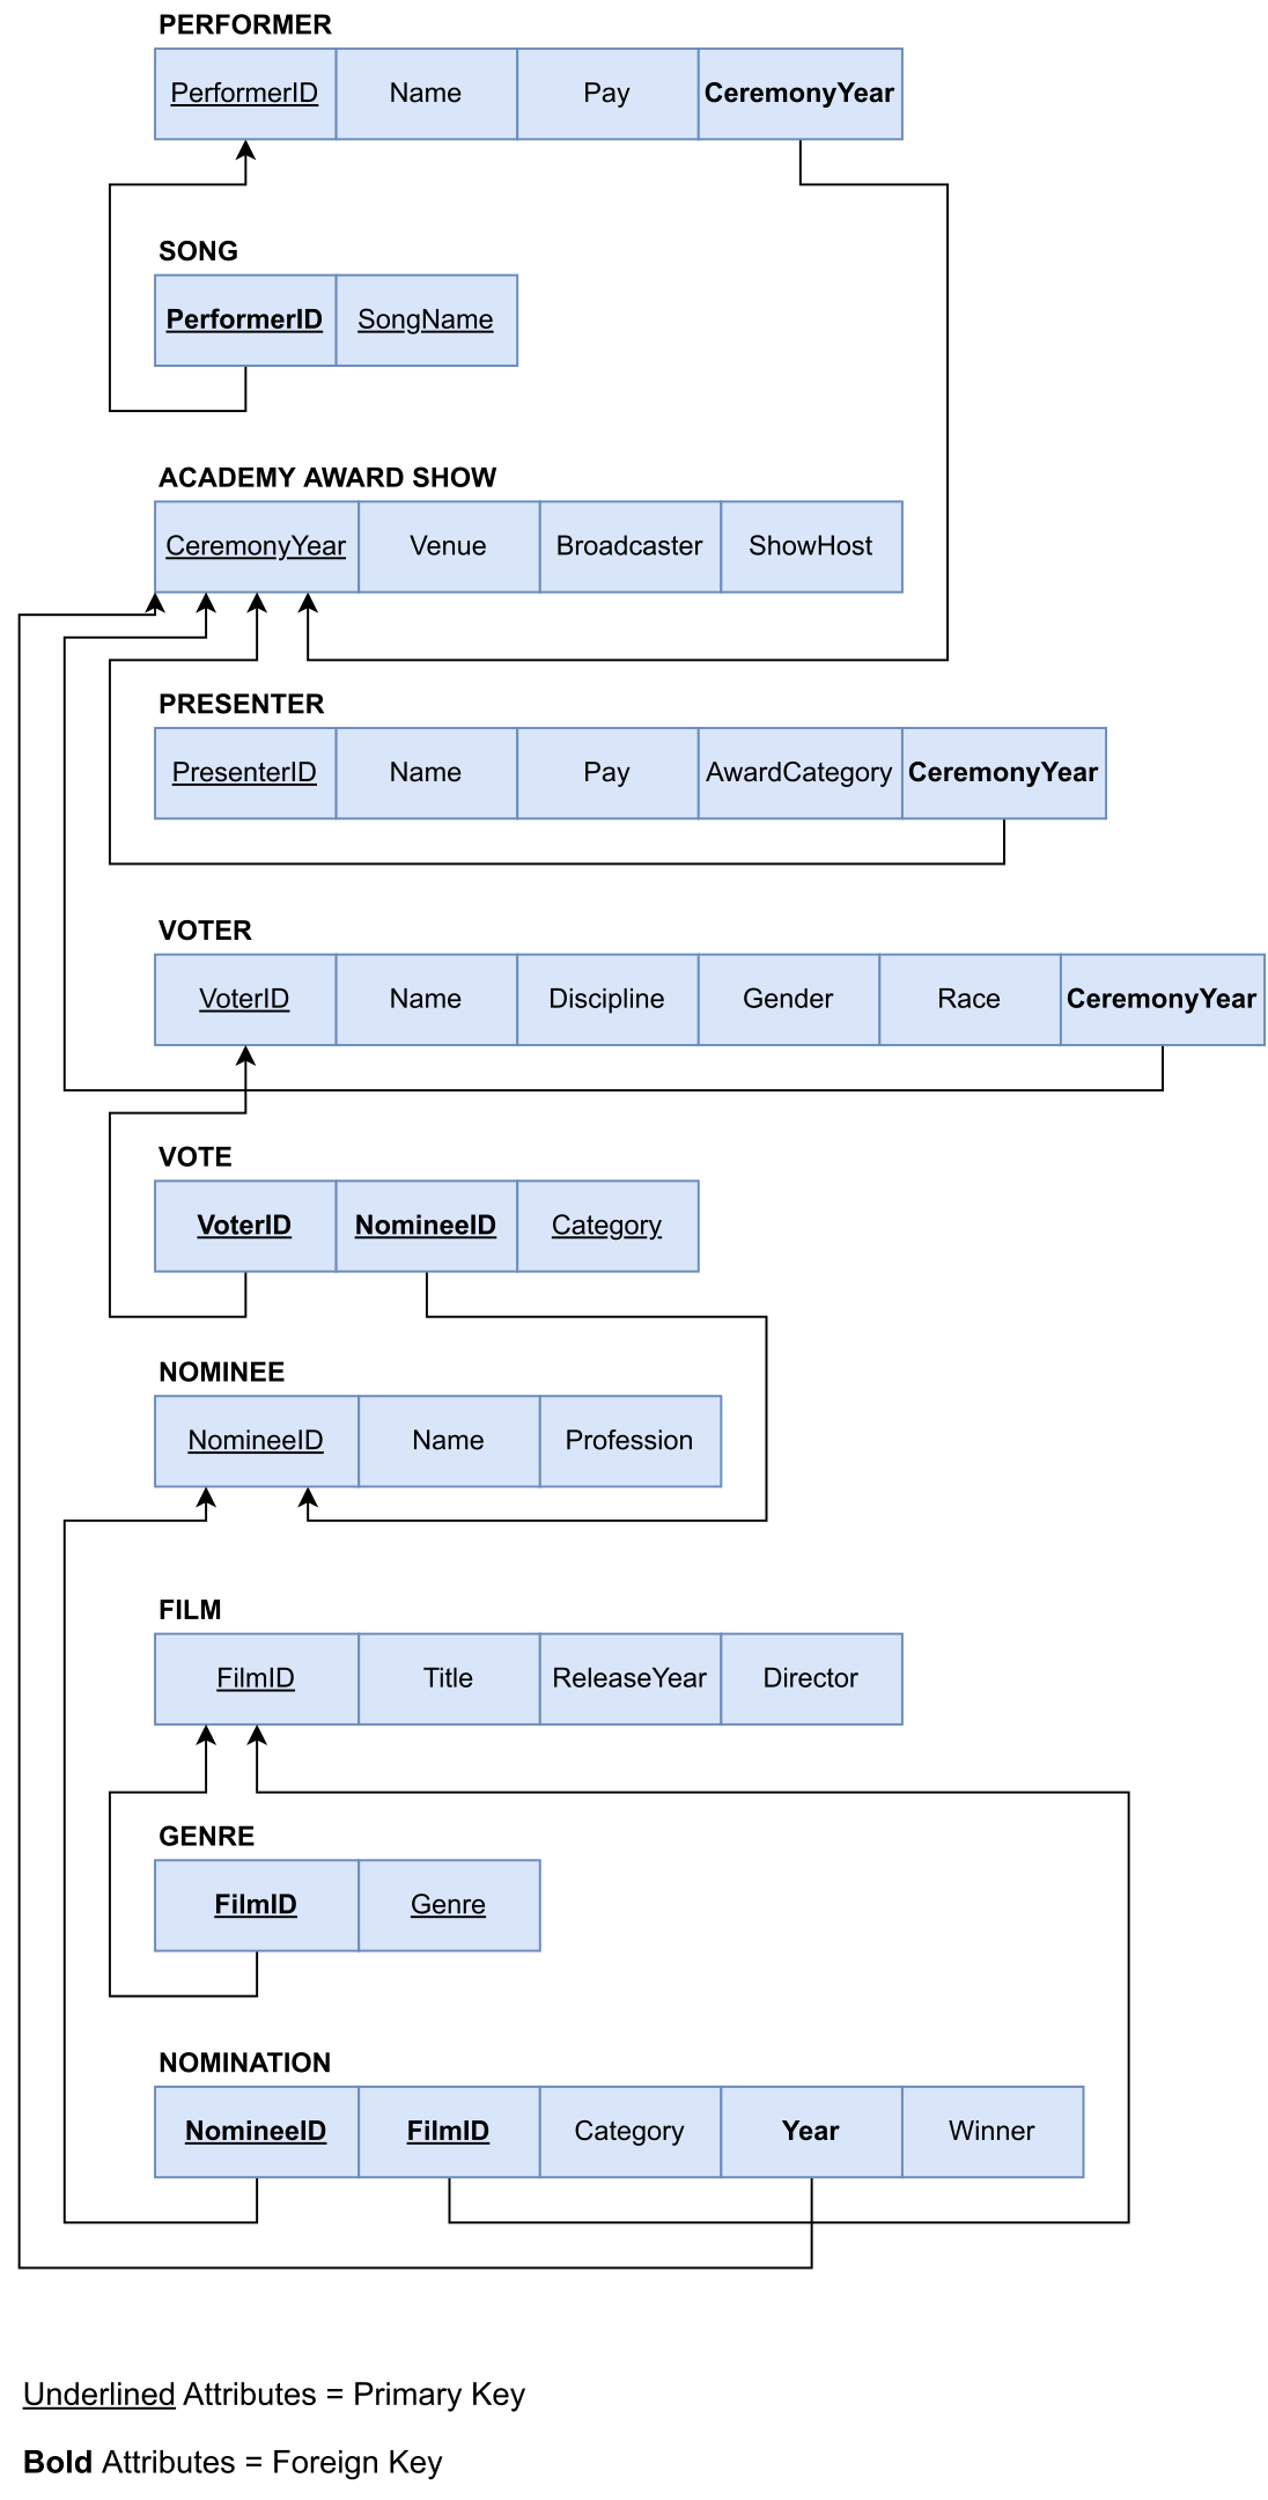 PERFORMER
PerformerID Name Pay CeremonyYear
SONG
PerformerID SongName
ACADEMY AWARD SHOW
CeremonyYear Venue Broadcaster ShowHost
PRESENTER
PresenterID Name Pay AwardCategory CeremonyYear
VOTER
VoterID Name Discipline Gender Race CeremonyYear
VOTE
VoterID NomineeID Category
NOMINEE
NomineeID Name Profession
FILM
FilmID Title ReleaseYear Director
GENRE
FilmID Genre
NOMINATION
NomineeID FilmID Category Year Winner
Underlined Attributes = Primary Key
Bold Attributes = Foreign Key